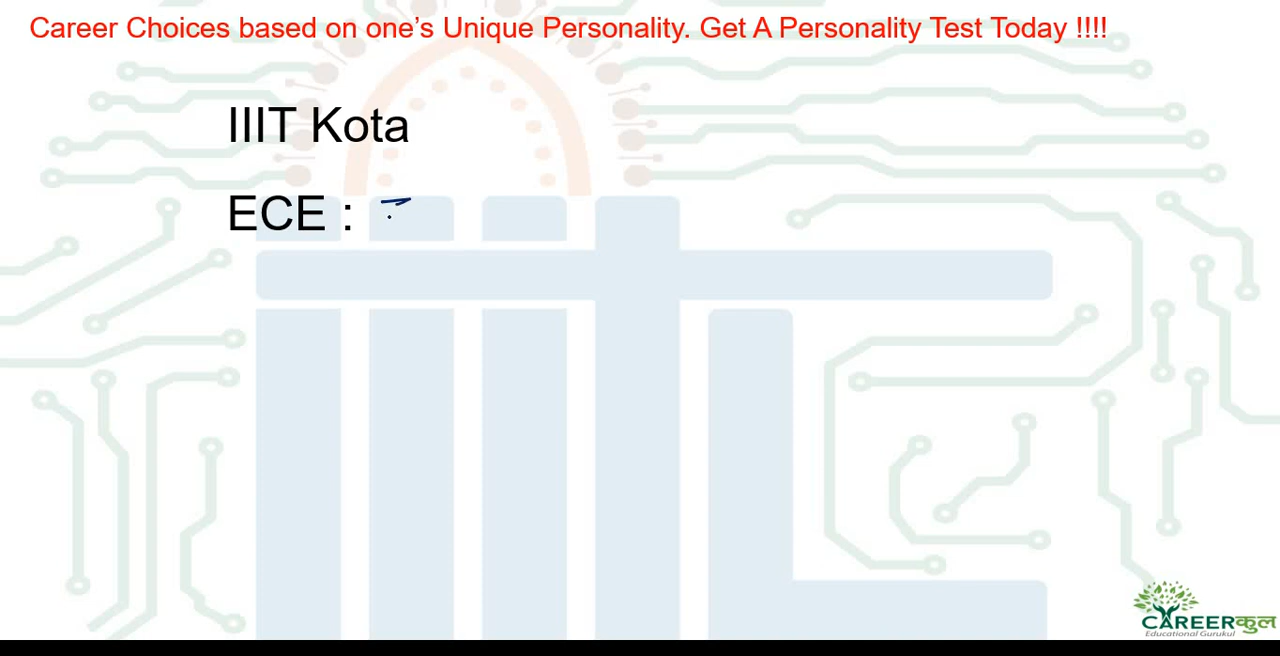 Career Choices based on one’s Unique Personality. Get A Personality Test Today !!!!
IIIT Kota
ECE :
CAREERकुल
Educational Gurukul